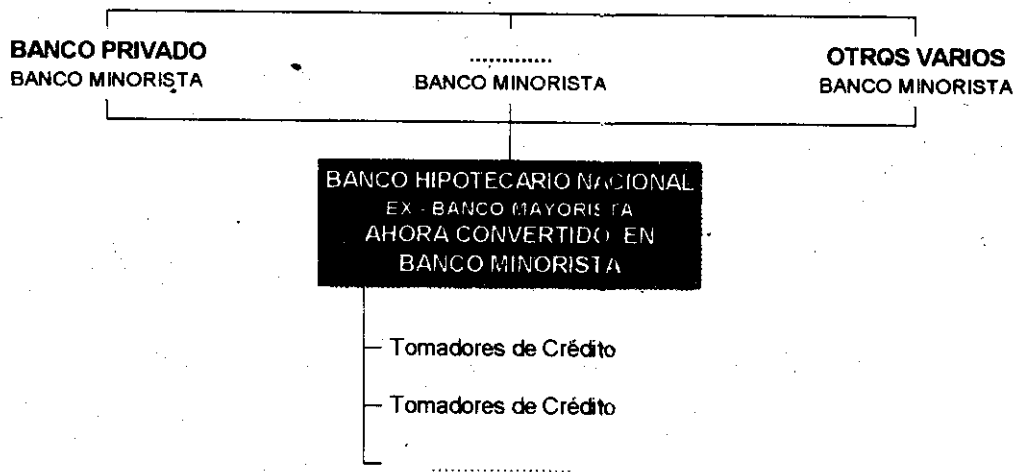 BANCO PRIVADO
BANCO MINORISTA
............
BANCO MINORISTA
OTROS VARIOS
BANCO MINORISTA
BANCO HIPOTECARIO NACIONAL
EX - BANCO MAYORISTA
AHORA CONVERTIDO EN
BANCO MINORISTA
Tomadores de Crédito
Tomadores de Crédito
....................